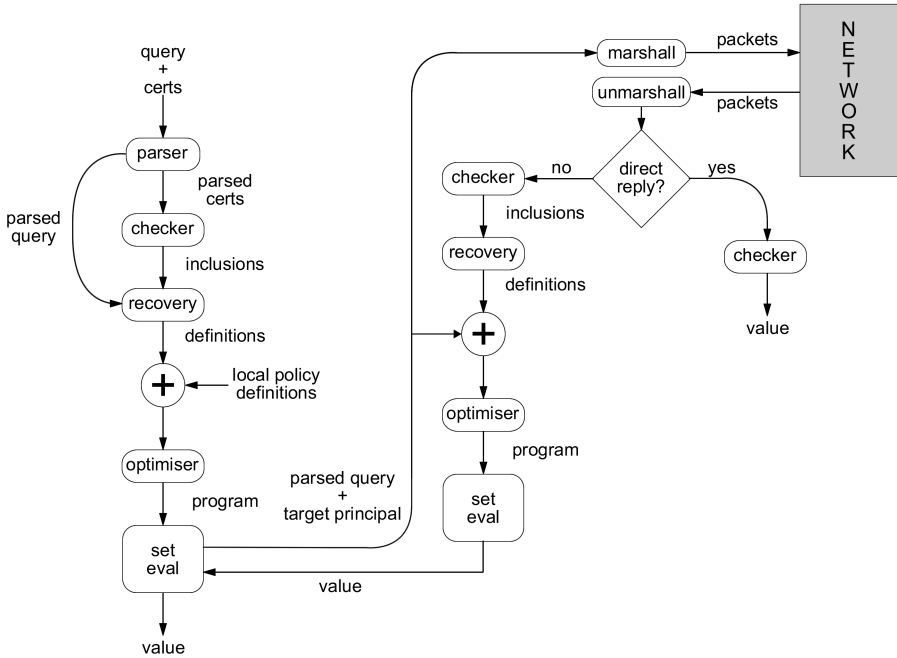 query
+
certs
parser
parsed
certs
parsed
query
checker
inclusions
recovery
definitions
+
local policy
definitions
optimiser
program
set
eval
value
parsed query
+
target principal
value
marshall
packets
unmarshall
packets
N
E
T
W
O
R
K
direct
reply?
no
yes
checker
inclusions
recovery
definitions
+
optimiser
program
set
eval
checker
value